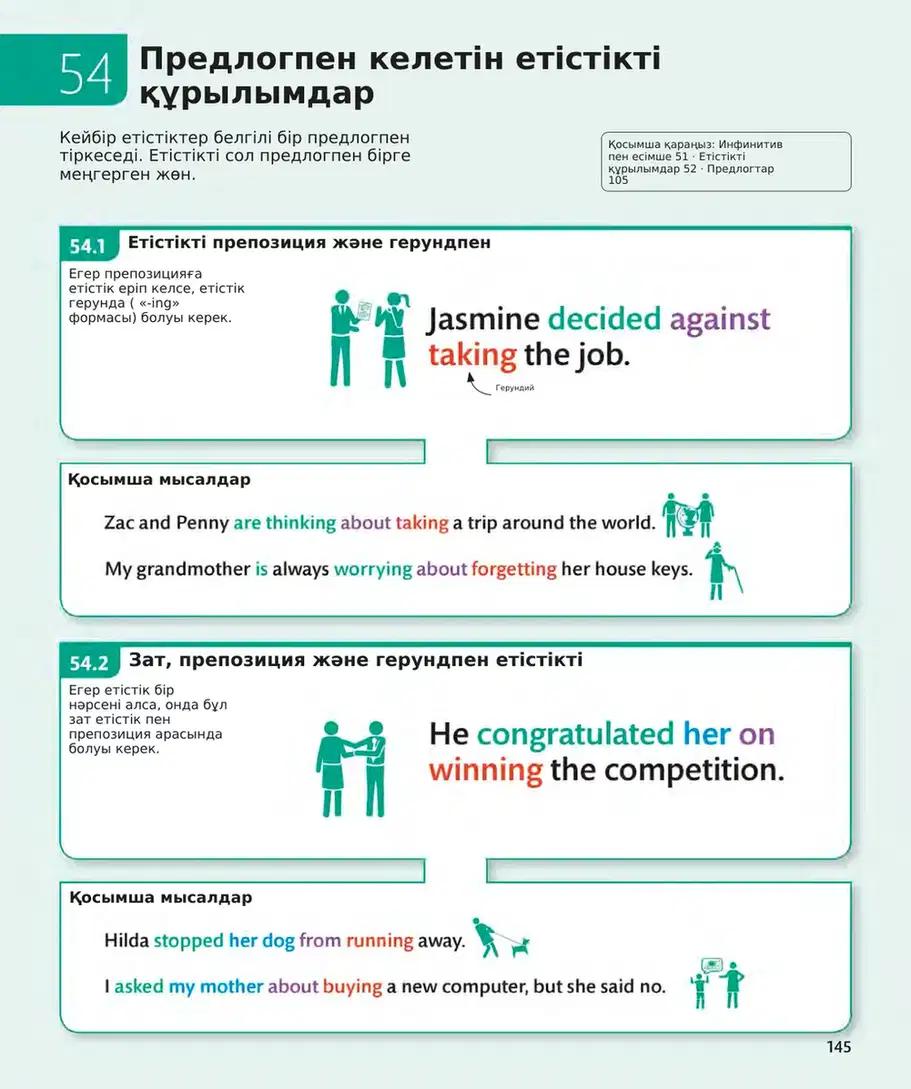 54
Предлогпен келетін етістікті
құрылымдар
Кейбір етістіктер белгілі бір предлогпен
тіркеседі. Етістікті сол предлогпен бірге
меңгерген жөн.
Қосымша қараңыз: Инфинитив
пен есімше 51 · Етістікті
құрылымдар 52 · Предлогтар
105
54.1 Етістікті препозиция және герундпен
Егер препозицияға
етістік еріп келсе, етістік
герунда ( «-ing»
формасы) болуы керек.
Jasmine decided against
taking the job.
Герундий
Қосымша мысалдар
Zac and Penny are thinking about taking a trip around the world.
My grandmother is always worrying about forgetting her house keys.
54.2 Зат, препозиция және герундпен етістікті
Егер етістік бір
нәрсені алса, онда бұл
зат етістік пен
препозиция арасында
болуы керек.
He congratulated her on
winning the competition.
Қосымша мысалдар
Hilda stopped her dog from running away.
I asked my mother about buying a new computer, but she said no.
145